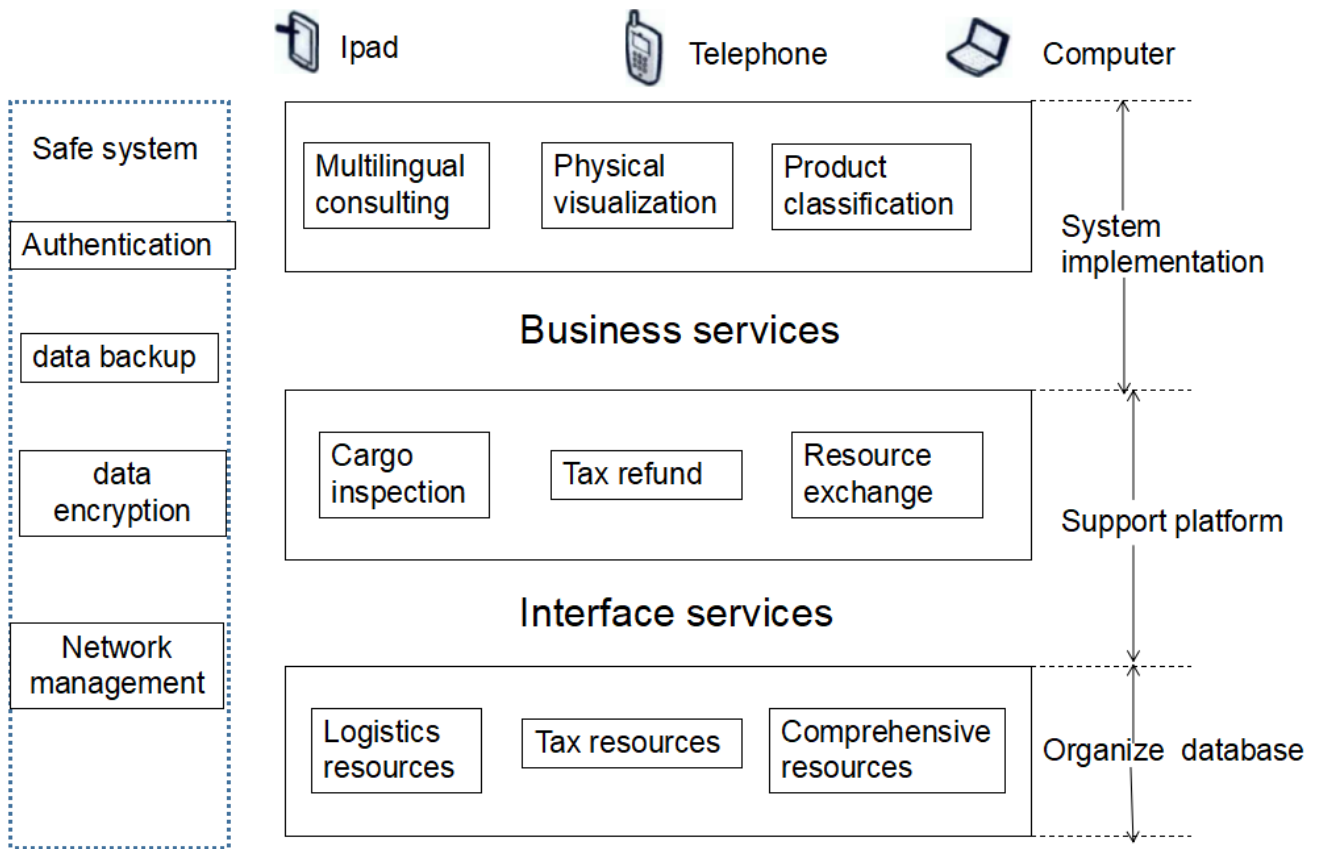 Ipad
Telephone
Computer
Safe system
Authentication
data backup
data
encryption
Network
management
Multilingual
consulting
Physical
visualization
Product
classification
System
implementation
Business services
Cargo
inspection
Tax refund
Resource
exchange
Support platform
Interface services
Logistics
resources
Tax resources
Comprehensive
resources
Organize database